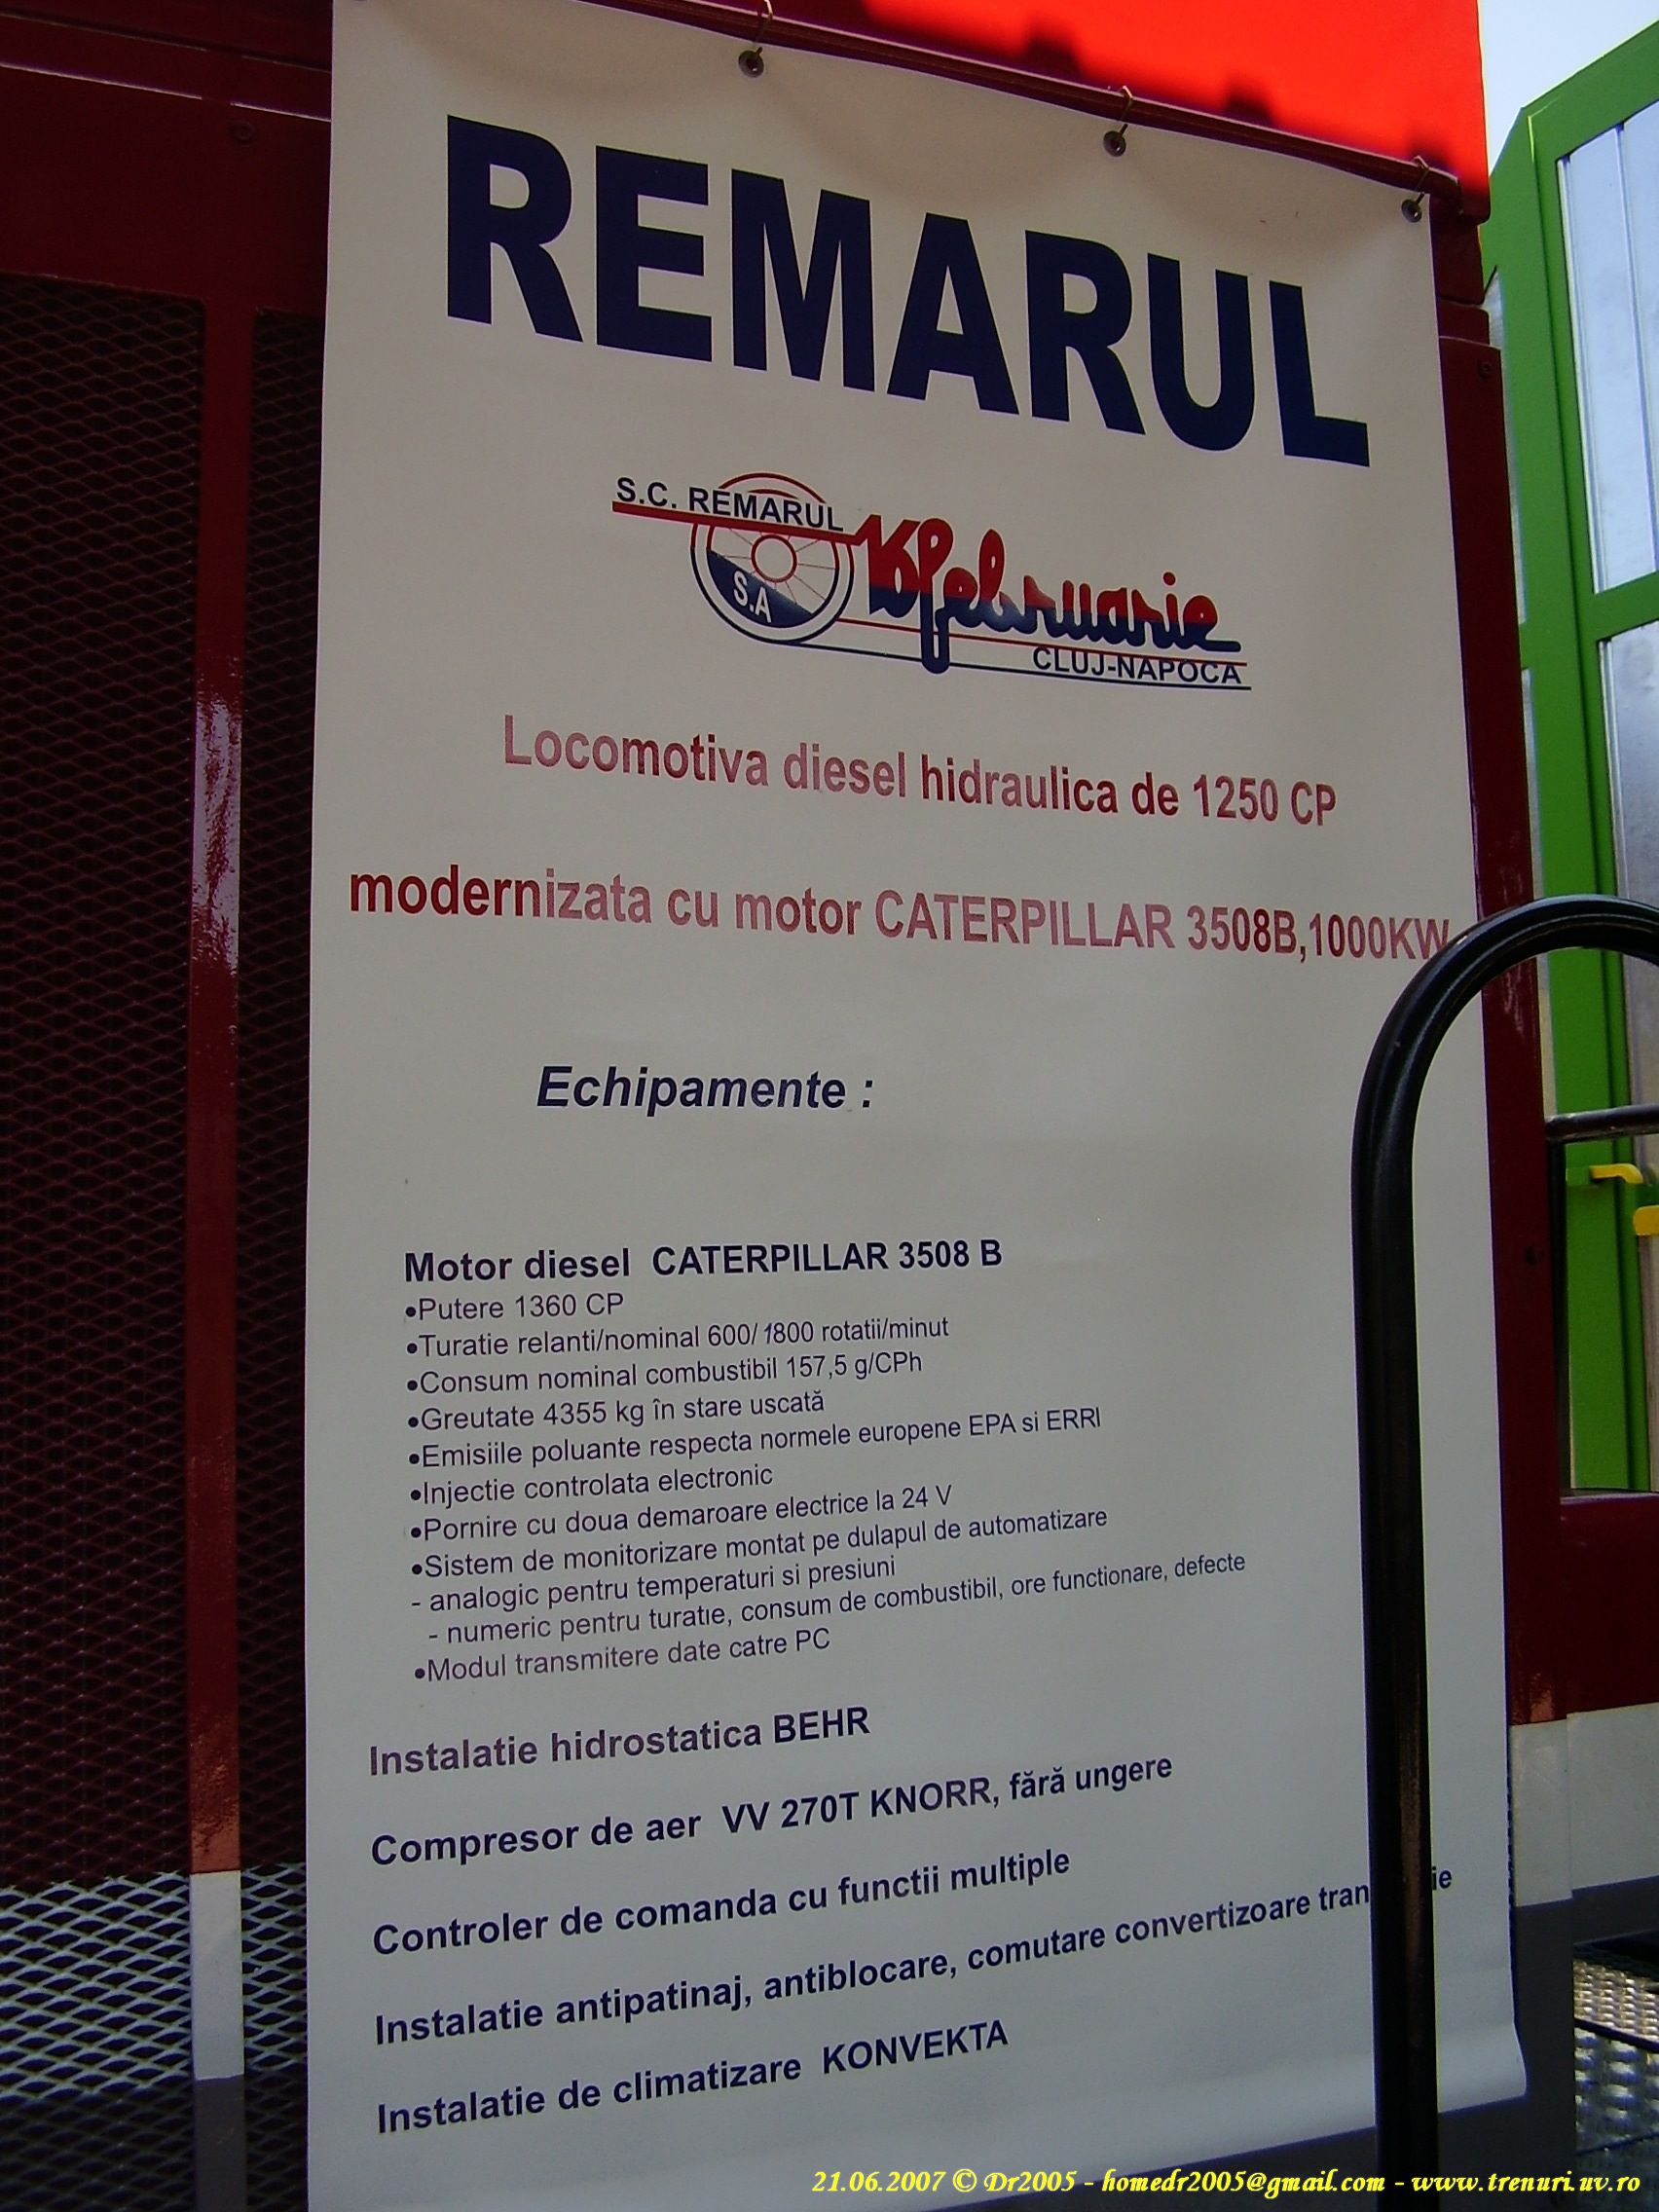 REMARUL
S.C. REMARUL
S.A
16 februarie
CLUJ-NAPOCA
Locomotiva diesel hidraulica de 1250 CP
modernizata cu motor CATERPILLAR 3508B,1000KW
Echipamente :
Motor diesel CATERPILLAR 3508 B
•Putere 1360 CP
•Turatie relanti/nominal 600/1800 rotatii/minut
•Consum nominal combustibil 157,5 g/CPh
•Greutate 4355 kg în stare uscată
•Emisiile poluante respecta normele europene EPA si ERRI
•Injectie controlata electronic
•Pornire cu doua demaroare electrice la 24 V
•Sistem de monitorizare montat pe dulapul de automatizare
- analogic pentru temperaturi si presiuni
- numeric pentru turatie, consum de combustibil, ore functionare, defecte
•Modul transmitere date catre PC
Instalatie hidrostatica BEHR
Compresor de aer VV 270T KNORR, fără ungere
Controler de comanda cu functii multiple
Instalatie antipatinaj, antiblocare, comutare convertizoare
Instalatie de climatizare KONVEKTA
21.06.2007 © Dr2005 - homedr2005@gmail.com - www.trenuri.uv.ro